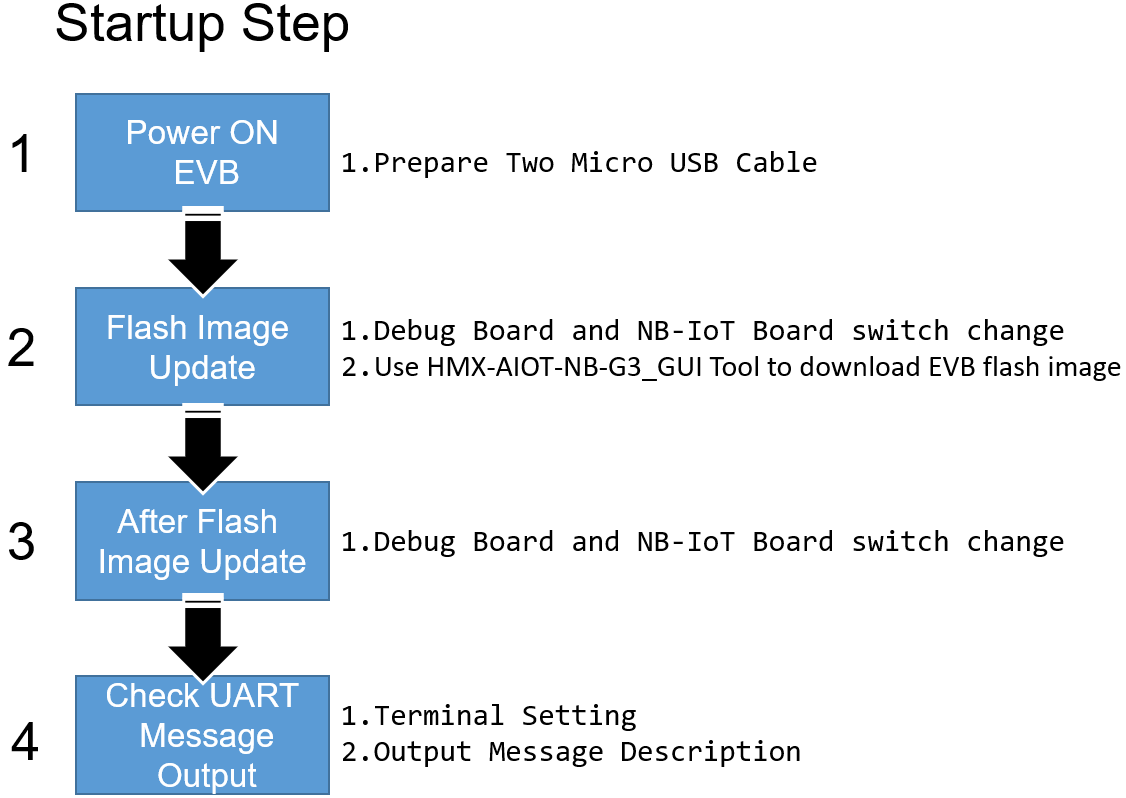 Startup Step
1
Power ON
EVB
1.Prepare Two Micro USB Cable
2
Flash Image
Update
1.Debug Board and NB-IoT Board switch change
2.Use HMX-AIOT-NB-G3_GUI Tool to download EVB flash image
3
After Flash
Image Update
1.Debug Board and NB-IoT Board switch change
4
Check UART
Message
Output
1.Terminal Setting
2.Output Message Description